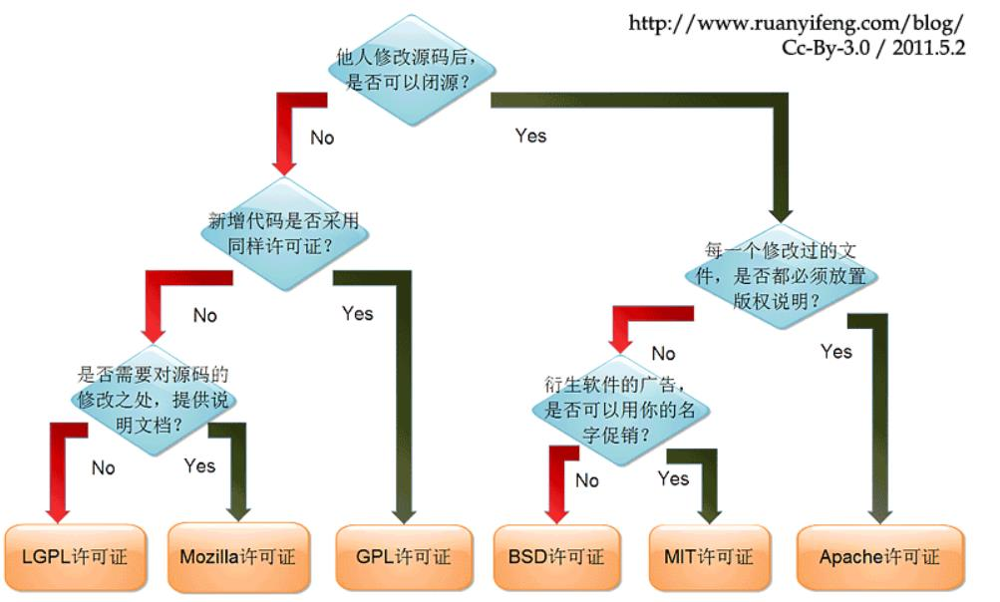 http://www.ruanyifeng.com/blog/
Cc-By-3.0 / 2011.5.2
他人修改源码后，
是否可以闭源？
No
Yes
新增代码是否采用
同样许可证？
每一个修改过的文
件，是否都必须放置
版权说明？
No
Yes
No
Yes
是否需要对源码的
修改之处，提供说
明文档？
衍生软件的广告，
是否可以用你的名
字促销？
No
Yes
No
Yes
LGPL许可证
Mozilla许可证
GPL许可证
BSD许可证
MIT许可证
Apache许可证